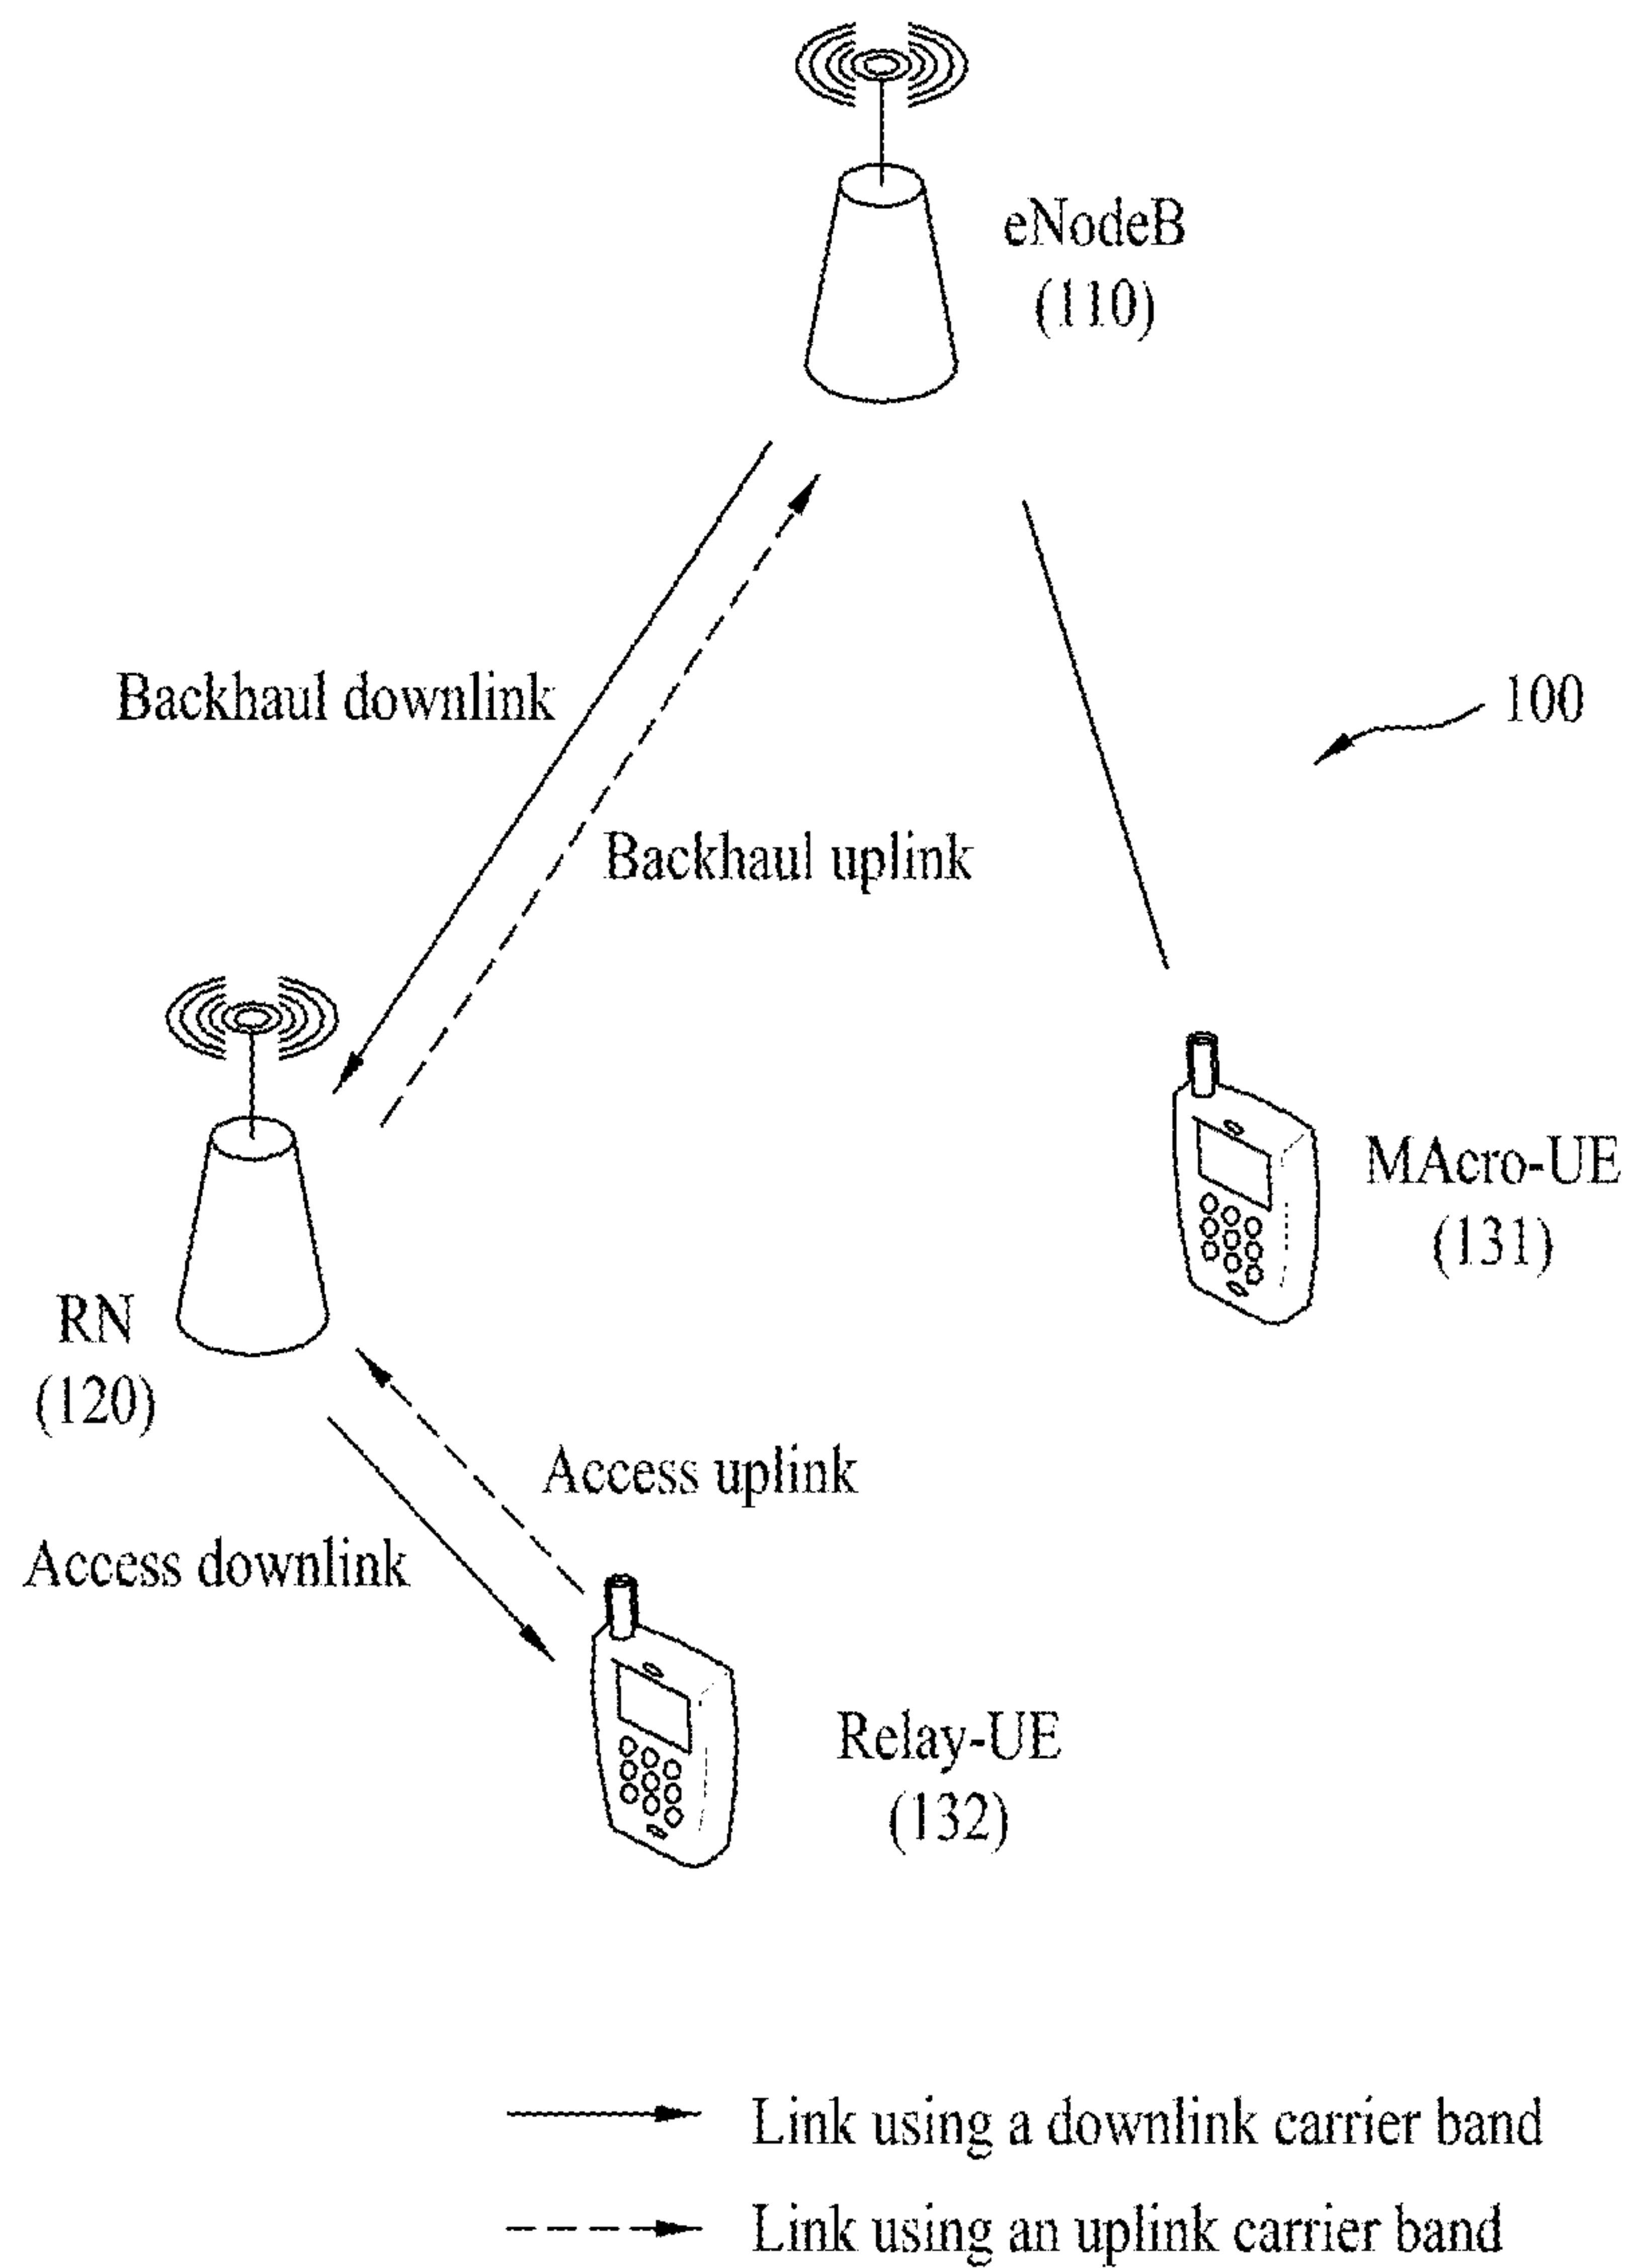 eNodeB
(110)
Backhaul downlink
100
Backhaul uplink
MAcro-UE
(131)
RN
(120)
Access uplink
Access downlink
Relay-UE
(132)
Link using a downlink carrier band
Link using an uplink carrier band